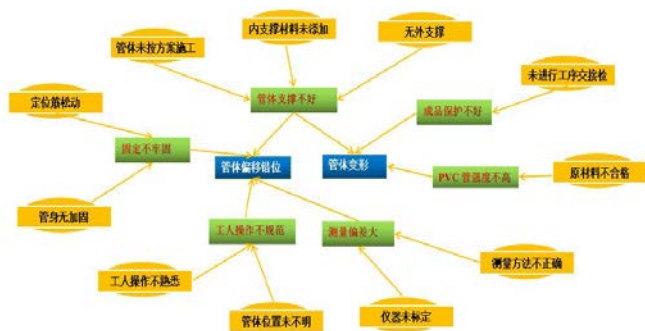 内支撑材料未添加
无外支撑
管体未按方案施工
未进行工序交接检
定位筋松动
管体支撑不好
成品保护不好
固定不牢固
管体偏移错位
管体变形
PVC 管强度不高
原材料不合格
管身无加固
工人操作不规范
测量偏差大
测量方法不正确
工人操作不熟悉
管体位置未不明
仪器未标定